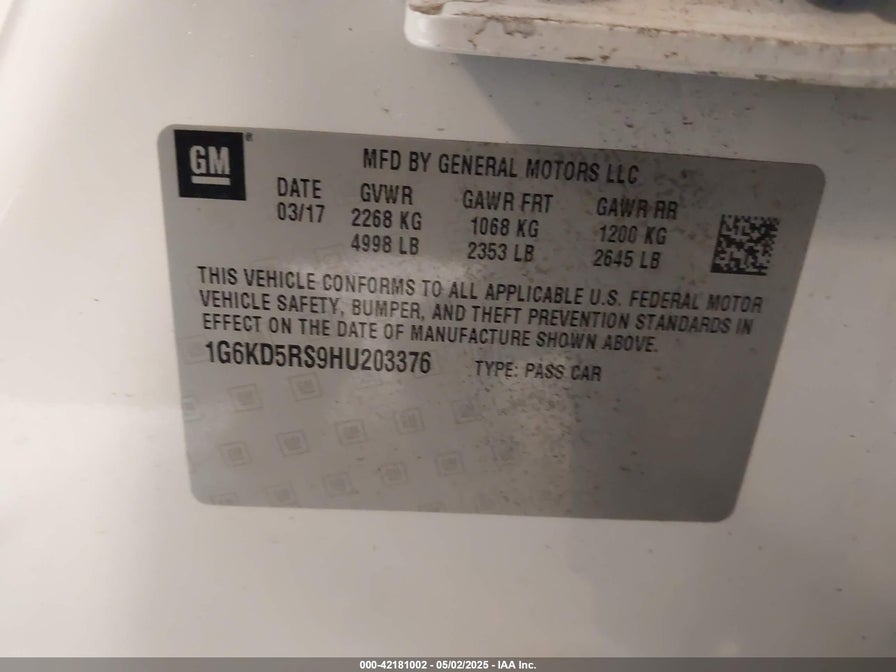 GM
MFD BY GENERAL MOTORS LLC
DATE GVWR GAWR FRT GAWR RR
03/17 2268 KG 1068 KG 1200 KG
4998 LB 2353 LB 2645 LB
THIS VEHICLE CONFORMS TO ALL APPLICABLE U.S. FEDERAL MOTOR
VEHICLE SAFETY, BUMPER, AND THEFT PREVENTION STANDARDS IN
EFFECT ON THE DATE OF MANUFACTURE SHOWN ABOVE.
1G6KD5RS9HU203376 TYPE: PASS CAR
000-42181002 - 05/02/2025 - IAA Inc.